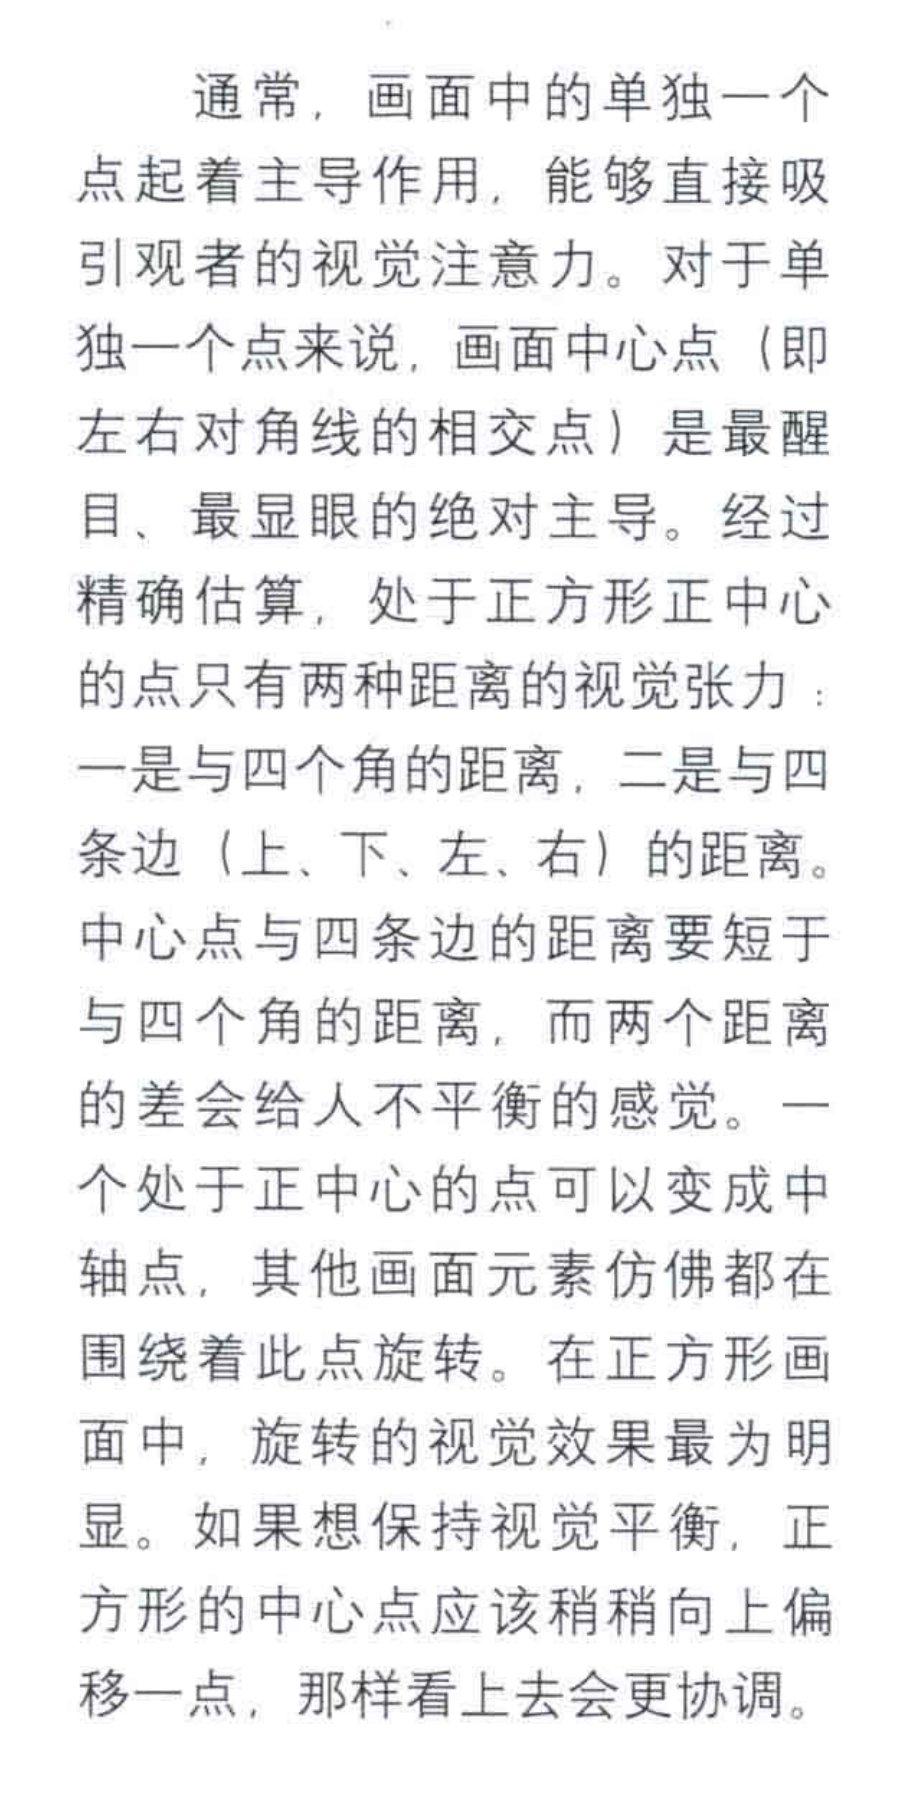 通常，画面中的单独一个
点起着主导作用，能够直接吸
引观者的视觉注意力。对于单
独一个点来说，画面中心点（即
左右对角线的相交点）是最醒
目、最显眼的绝对主导。经过
精确估算，处于正方形正中心
的点只有两种距离的视觉张力：
一是与四个角的距离，二是与四
条边（上、下、左、右）的距离。
中心点与四条边的距离要短于
与四个角的距离，而两个距离
的差会给人不平衡的感觉。一
个处于正中心的点可以变成中
轴点，其他画面元素仿佛都在
围绕着此点旋转。在正方形画
面中，旋转的视觉效果最为明
显。如果想保持视觉平衡，正
方形的中心点应该稍稍向上偏
移一点，那样看上去会更协调。